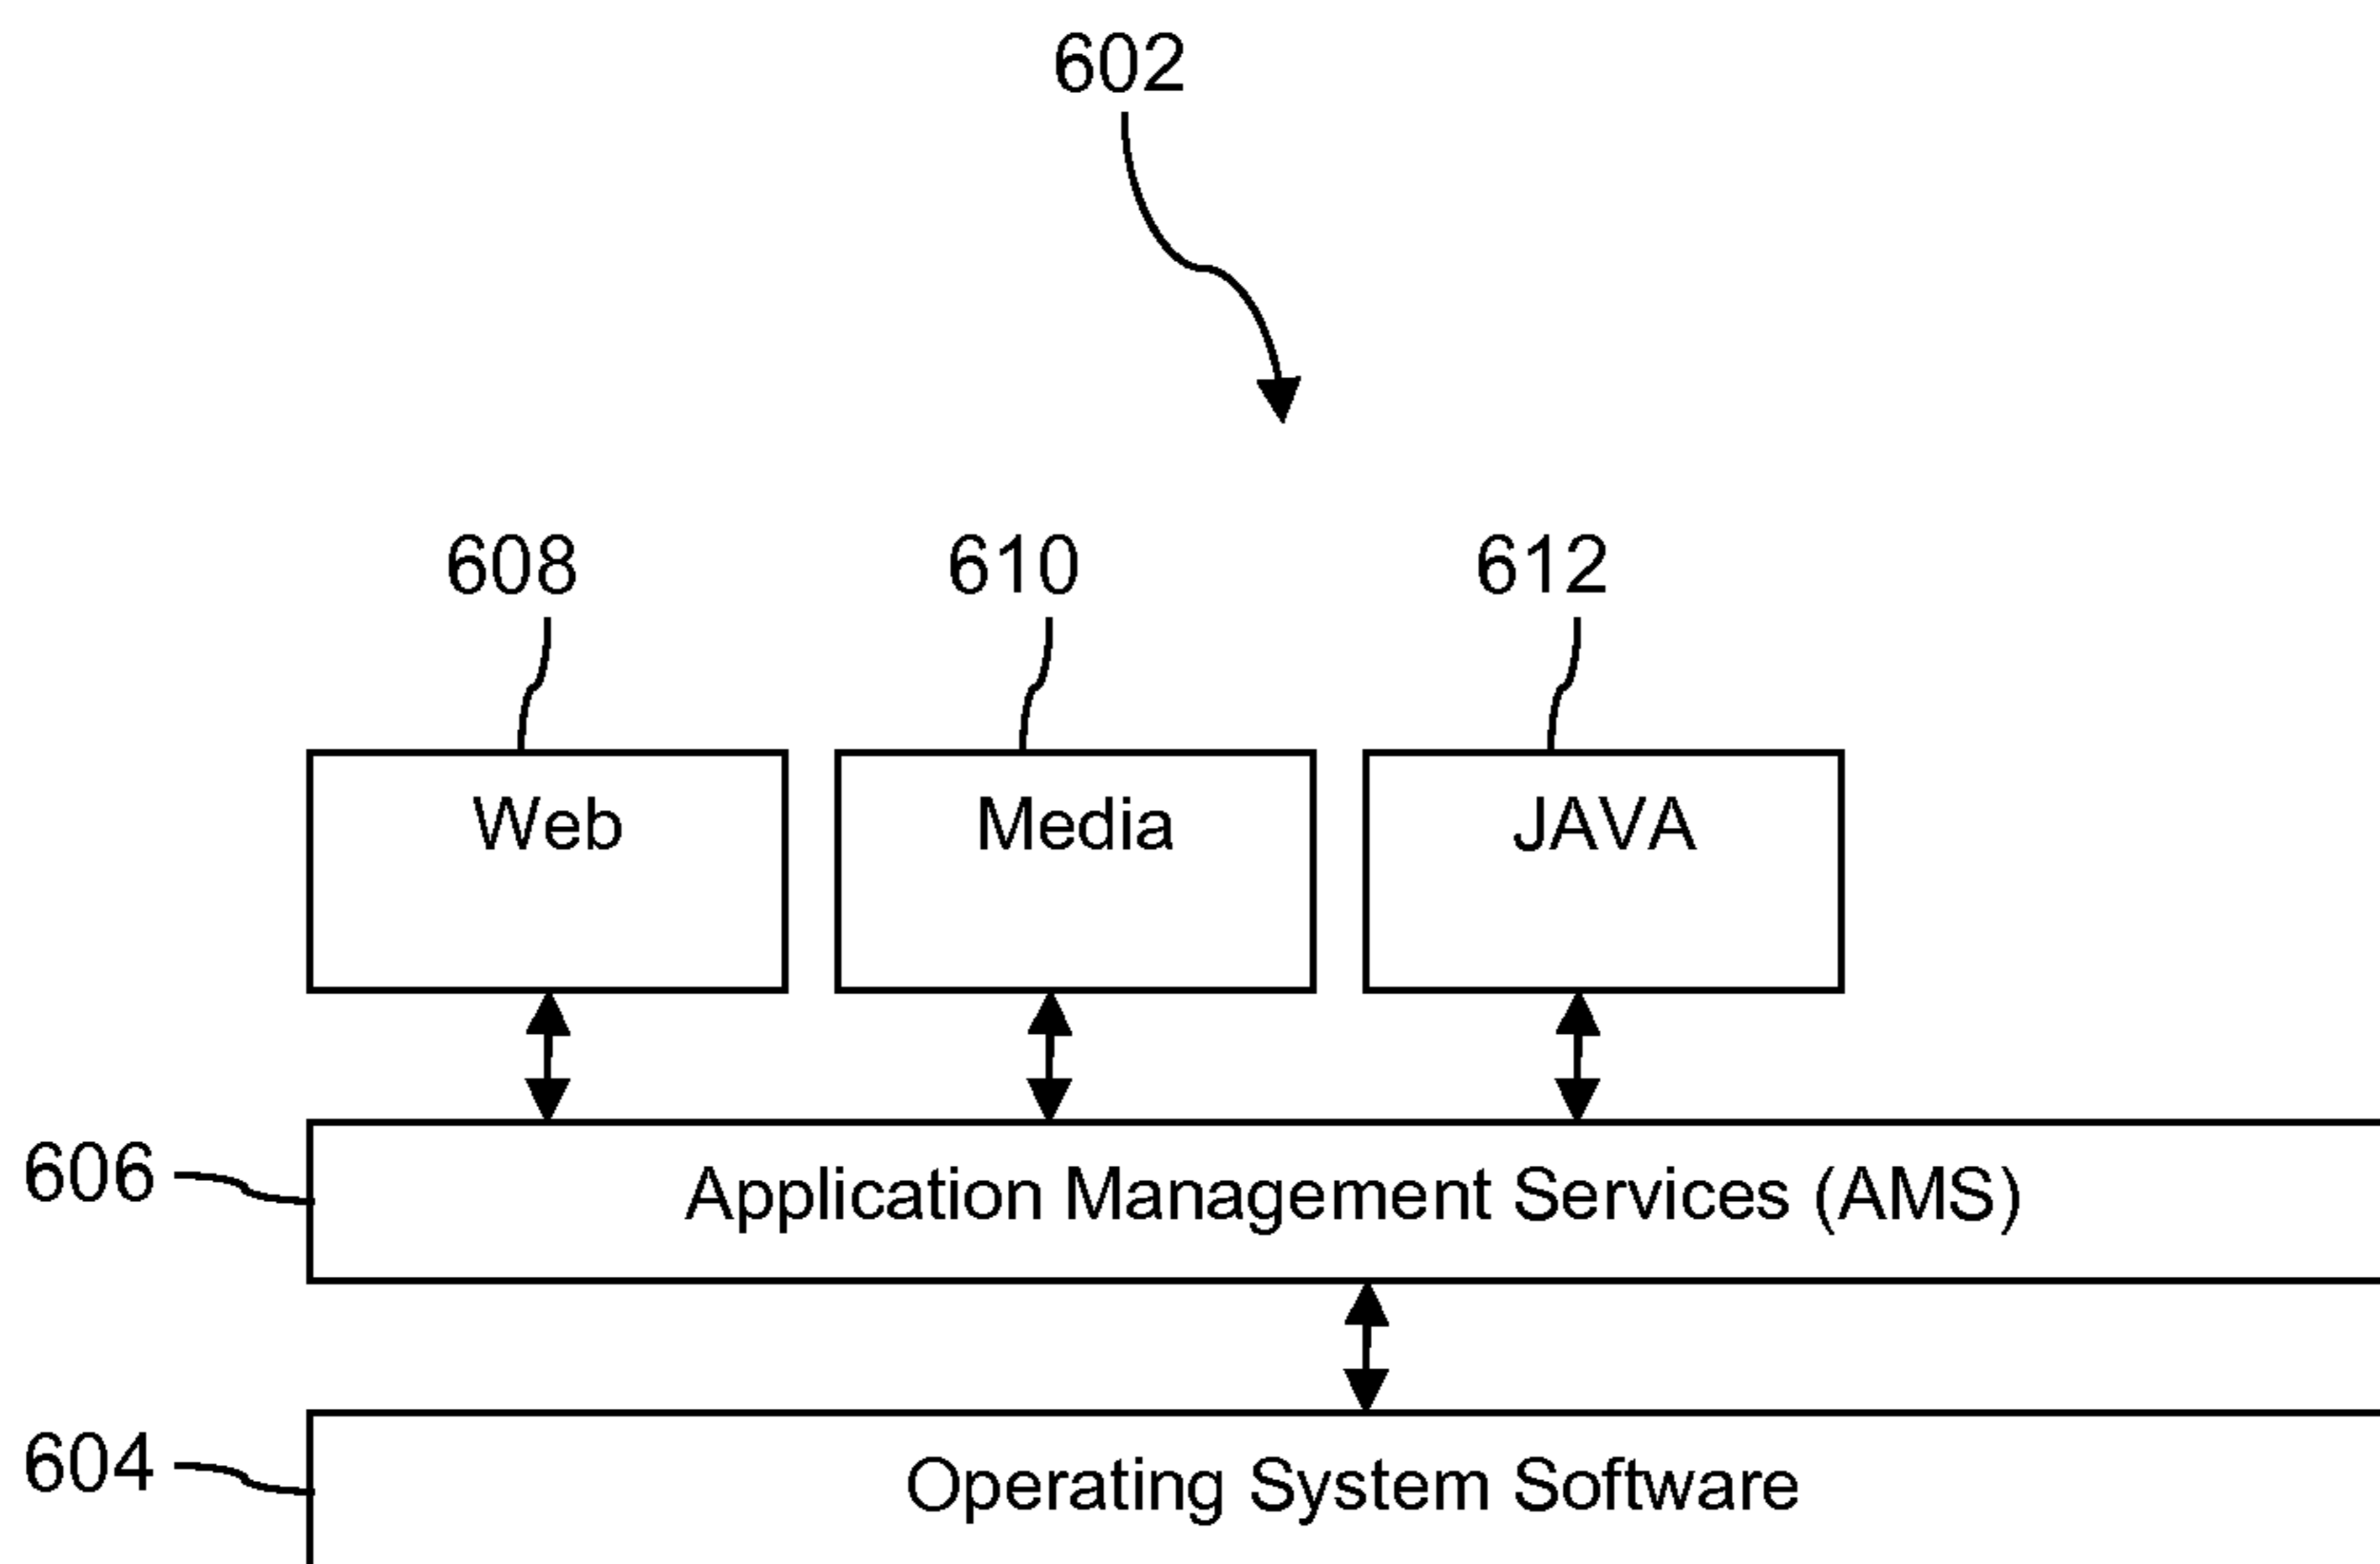 602
608 610 612
Web Media JAVA
606 Application Management Services (AMS)
604 Operating System Software